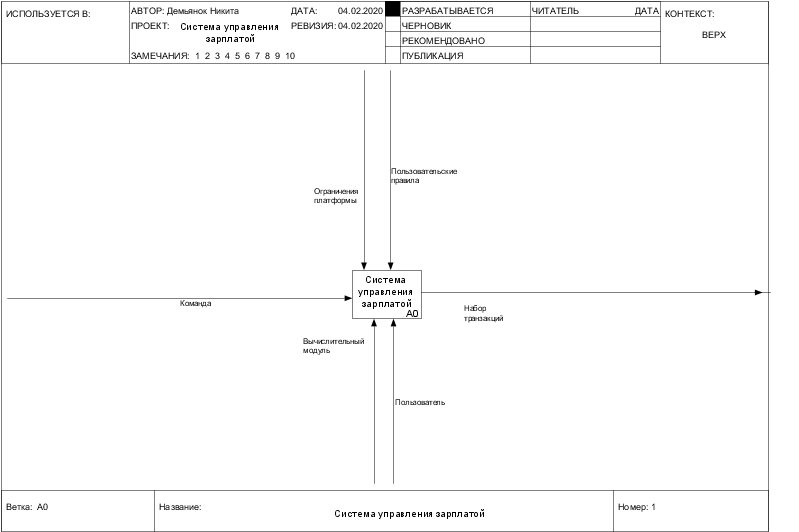 ИСПОЛЬЗУЕТСЯ В:
АВТОР: Демьянок Никита
ДАТА: 04.02.2020
ПРОЕКТ: Система управления
зарплатой
РЕВИЗИЯ: 04.02.2020
ЗАМЕЧАНИЯ: 1 2 3 4 5 6 7 8 9 10
РАЗРАБАТЫВАЕТСЯ
ЧЕРНОВИК
РЕКОМЕНДОВАНО
ПУБЛИКАЦИЯ
ЧИТАТЕЛЬ
ДАТА
КОНТЕКСТ:
ВЕРХ
Пользовательские
правила
Ограничения
платформы
Система
управления
зарплатой
A0
Команда
Набор
транзакций
Вычислительный
модуль
Пользователь
Ветка: A0
Название:
Система управления зарплатой
Номер: 1